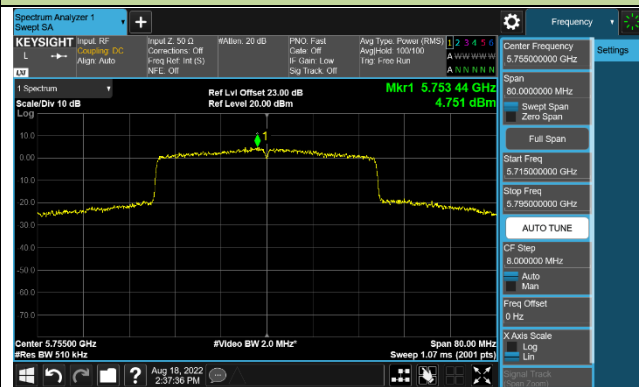 Spectrum Analyzer 1
Swept SA
Frequency
KEYSIGHT
L
LXI
Input: RF
Coupling: DC
Align: Auto
Input Z: 50 Ω
Corrections: Off
Freq Ref: Int (S)
NFE: Off
#Atten: 20 dB
PNO: Fast
Gate: Off
IF Gain: Low
Sig Track: Off
Avg Type: Power (RMS)
Avg|Hold: 100/100
Trig: Free Run
1 2 3 4 5 6
A W W W W W
A N N N N N
1 Spectrum
Scale/Div 10 dB
Log
Ref Lvl Offset 23.00 dB
Ref Level 20.00 dBm
Mkr1 5.753 44 GHz
4.751 dBm
1
10.0
0.00
-10.0
-20.0
-30.0
-40.0
-50.0
-60.0
-70.0
Center 5.75500 GHz
#Res BW 510 kHz
#Video BW 2.0 MHz*
Span 80.00 MHz
Sweep 1.07 ms (2001 pts)
Aug 18, 2022
2:37:36 PM
Center Frequency
5.755000000 GHz
Span
80.0000000 MHz
Swept Span
Zero Span
Full Span
Start Freq
5.715000000 GHz
Stop Freq
5.795000000 GHz
AUTO TUNE
CF Step
8.000000 MHz
Auto
Man
Freq Offset
0 Hz
X Axis Scale
Log
Lin
Signal Track
(Span Zoom)
Settings